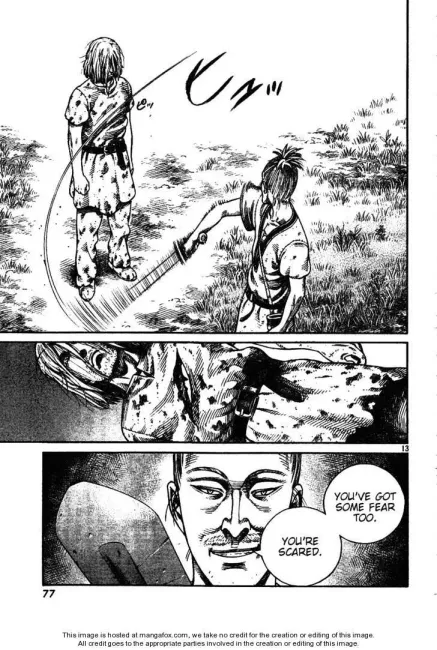 ヒュッ
ピッ
13
YOU'VE GOT
SOME FEAR
TOO.
YOU'RE
SCARED.
77
This image is hosted at mangafox.com, we take no credit for the creation or editing of this image.
All credit goes to the appropriate parties involved in the creation or editing of this image.